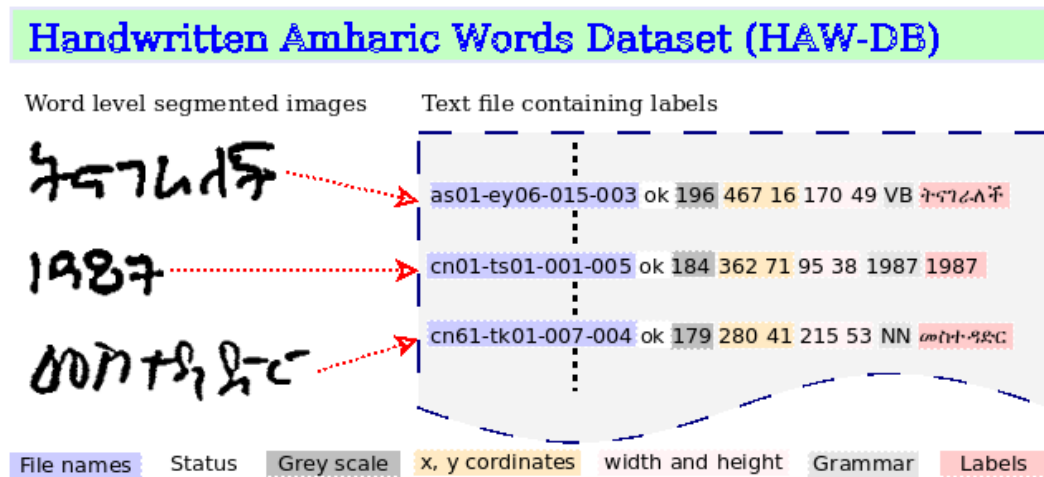 Handwritten Amharic Words Dataset (HAW-DB)
Word level segmented images Text file containing labels
ትናገራለች as01-ey06-015-003 ok 196 467 16 170 49 VB ትናገራለች
1987 cn01-ts01-001-005 ok 184 362 71 95 38 1987 1987
መስተዳድር cn61-tk01-007-004 ok 179 280 41 215 53 NN መስተዳድር
File names Status Grey scale x, y cordinates width and height Grammar Labels